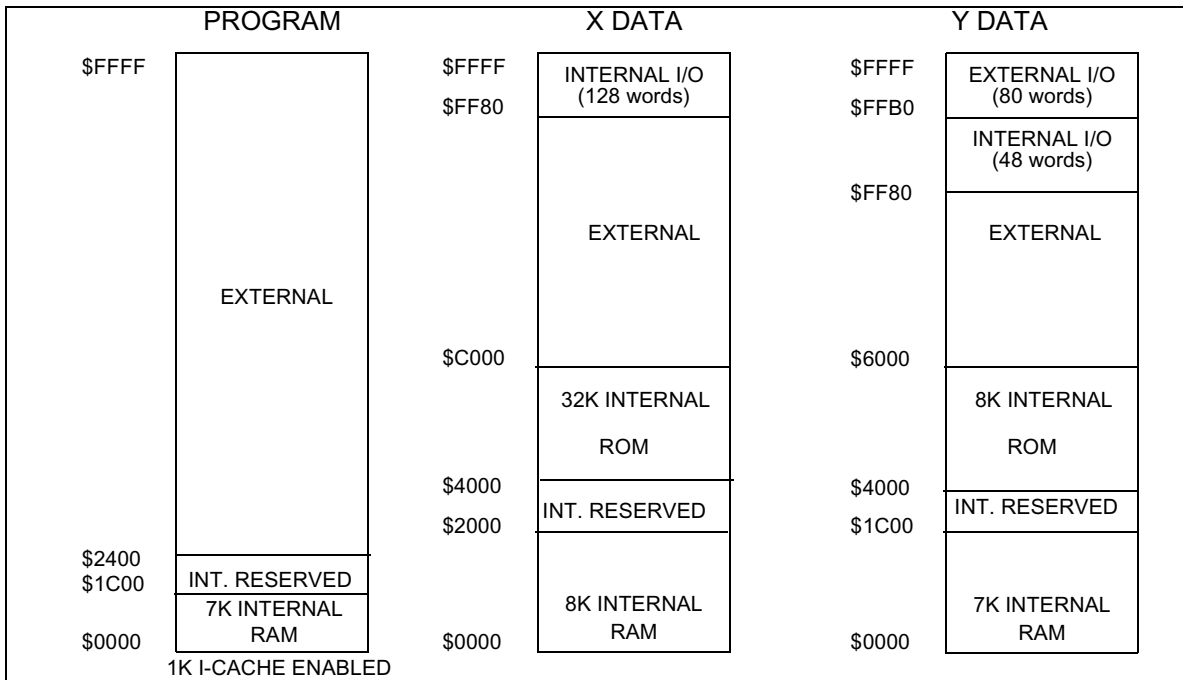 PROGRAM
$FFFF
EXTERNAL
$2400
$1C00
INT. RESERVED
7K INTERNAL
RAM
$0000
1K I-CACHE ENABLED
X DATA
$FFFF
INTERNAL I/O
(128 words)
$FF80
EXTERNAL
$C000
32K INTERNAL
ROM
$4000
INT. RESERVED
$2000
8K INTERNAL
RAM
$0000
Y DATA
$FFFF
EXTERNAL I/O
(80 words)
$FFB0
INTERNAL I/O
(48 words)
$FF80
EXTERNAL
$6000
8K INTERNAL
ROM
$4000
INT. RESERVED
$1C00
7K INTERNAL
RAM
$0000